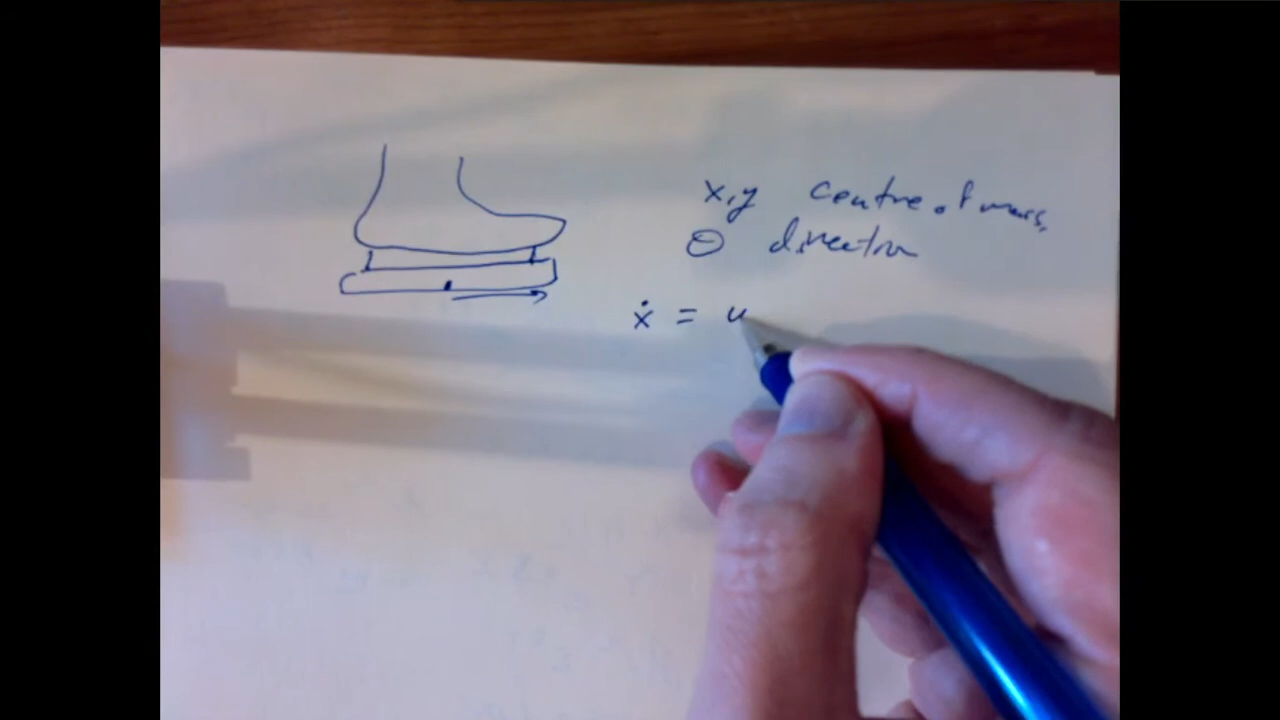 x,y centre of mass,
θ direction
ẋ = u